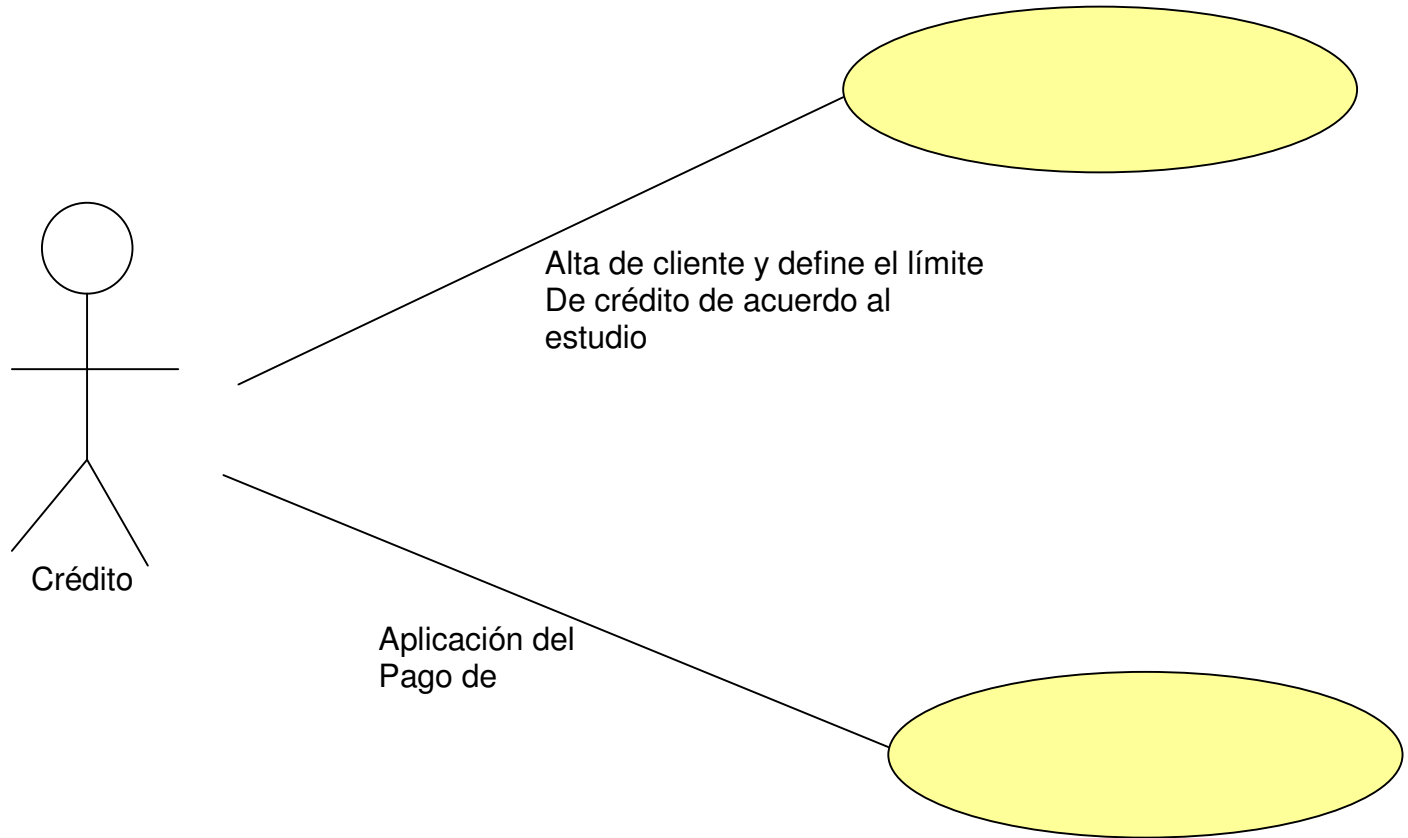 Alta de cliente y define el límite
De crédito de acuerdo al
estudio
Crédito
Aplicación del
Pago de